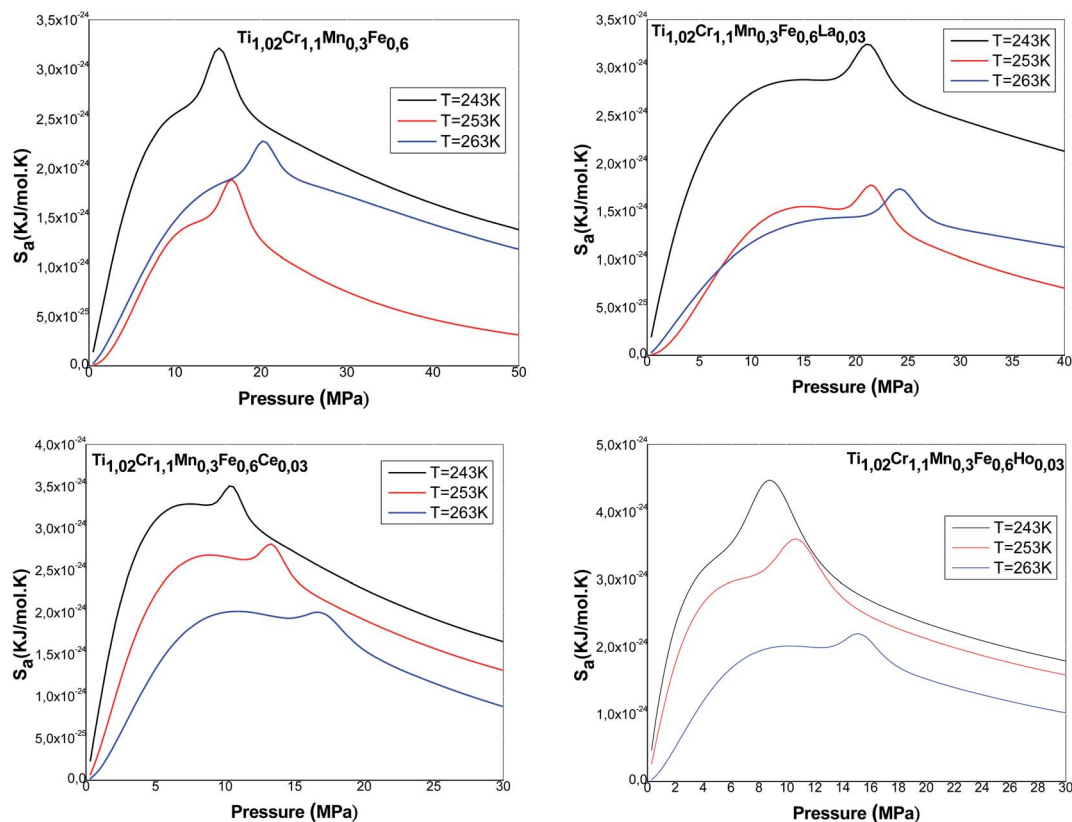 Ti1,02Cr1,1Mn0,3Fe0,6
T=243K
T=253K
T=263K
3,5x10-24
3,0x10-24
2,5x10-24
2,0x10-24
1,5x10-24
1,0x10-24
5,0x10-25
0,0
Sa(KJ/mol.K)
0 10 20 30 40 50
Pressure (MPa)
Ti1,02Cr1,1Mn0,3Fe0,6La0,03
T=243K
T=253K
T=263K
3,5x10-24
3,0x10-24
2,5x10-24
2,0x10-24
1,5x10-24
1,0x10-24
5,0x10-25
0,0
Sa(KJ/mol.K)
0 5 10 15 20 25 30 35 40
Pressure (MPa)
Ti1,02Cr1,1Mn0,3Fe0,6Ce0,03
T=243K
T=253K
T=263K
4,0x10-24
3,5x10-24
3,0x10-24
2,5x10-24
2,0x10-24
1,5x10-24
1,0x10-24
5,0x10-25
0,0
Sa(KJ/mol.K)
0 5 10 15 20 25 30
Pressure (MPa)
Ti1,02Cr1,1Mn0,3Fe0,6Ho0,03
T=243K
T=253K
T=263K
5,0x10-24
4,0x10-24
3,0x10-24
2,0x10-24
1,0x10-24
0,0
Sa(KJ/mol.K)
0 2 4 6 8 10 12 14 16 18 20 22 24 26 28 30
Pressure (MPa)